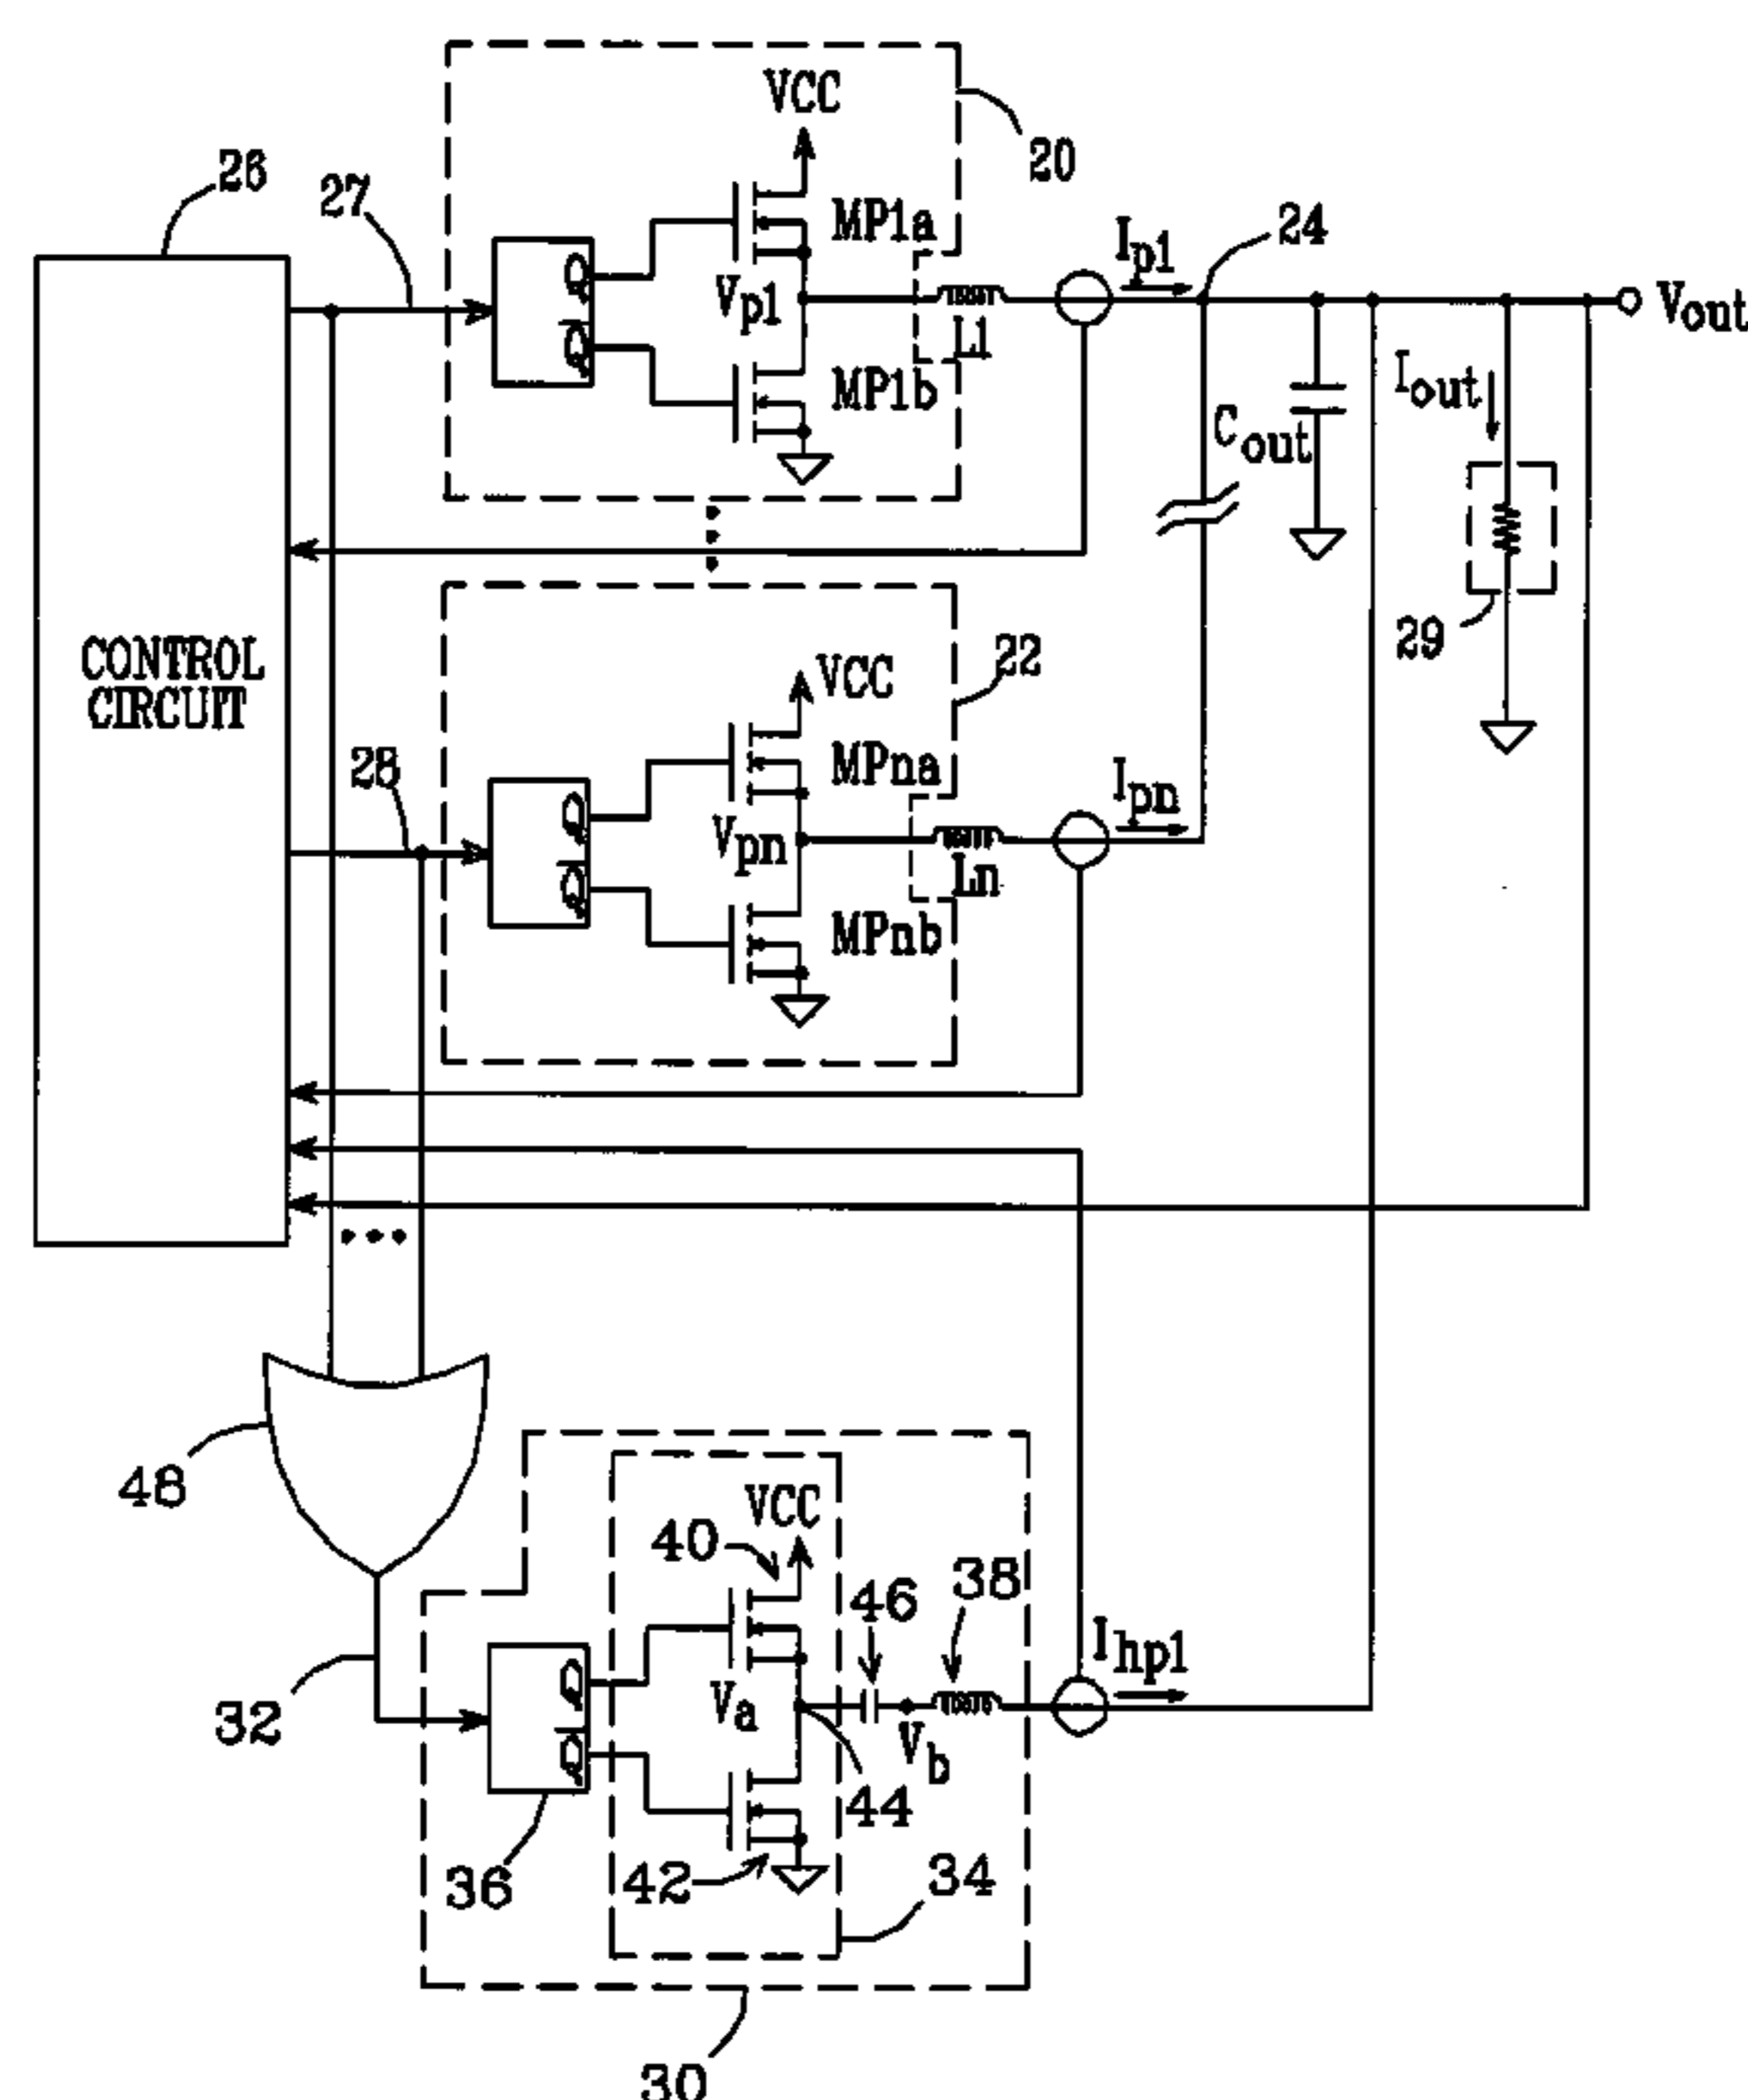 VCC
20
26
27
MP1a
Ip1
24
Q
Vp1
Vout
Q
L1
MP1b
Iout
Cout
CONTROL
CIRCUIT
29
22
VCC
28
MPna
Ipn
Q
Vpn
Q
Ln
MPnb
48
VCC
40
46
38
Ihp1
Q
Va
32
Vb
Q
44
36
42
34
30